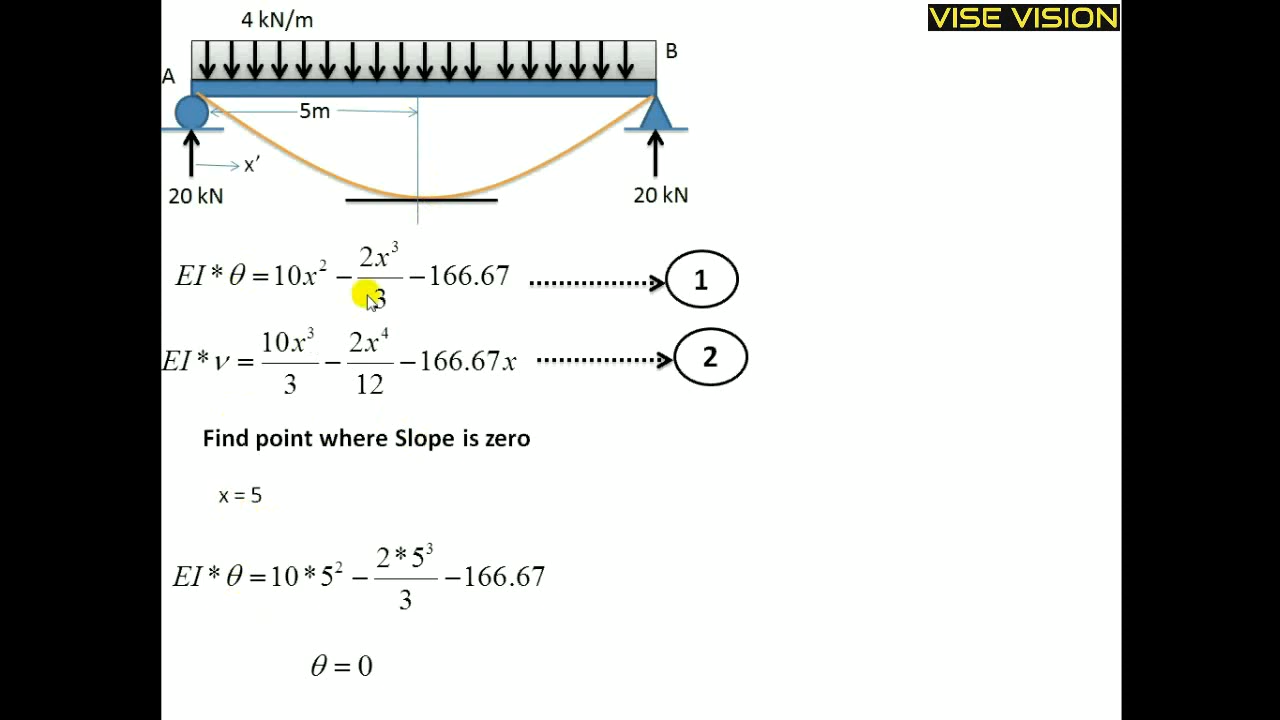 VISE VISION
4 kN/m
A
B
5m
x’
20 kN
20 kN
EI * θ = 10x² − 2x³/3 − 166.67
1
EI * ν = 10x³/3 − 2x⁴/12 − 166.67x
2
Find point where Slope is zero
x = 5
EI * θ = 10 * 5² − 2 * 5³/3 − 166.67
θ = 0